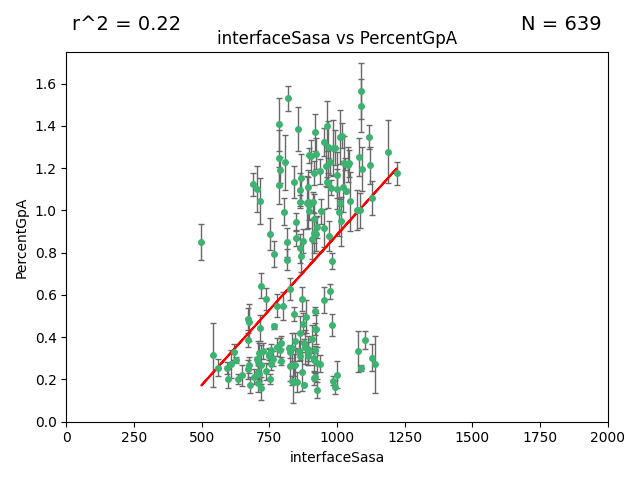 r^2 = 0.22
N = 639
interfaceSasa vs PercentGpA
PercentGpA
1.6
1.4
1.2
1.0
0.8
0.6
0.4
0.2
0.0
0 250 500 750 1000 1250 1500 1750 2000
interfaceSasa